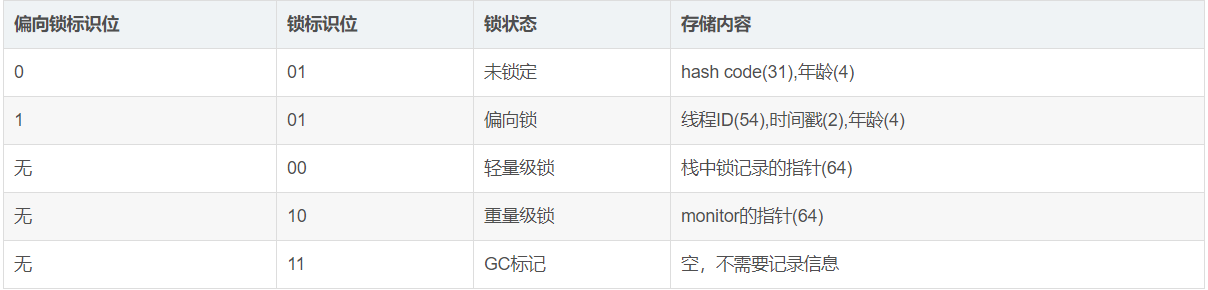 偏向锁标识位 锁标识位 锁状态 存储内容
0 01 未锁定 hash code(31),年龄(4)
1 01 偏向锁 线程ID(54),时间戳(2),年龄(4)
无 00 轻量级锁 栈中锁记录的指针(64)
无 10 重量级锁 monitor的指针(64)
无 11 GC标记 空，不需要记录信息